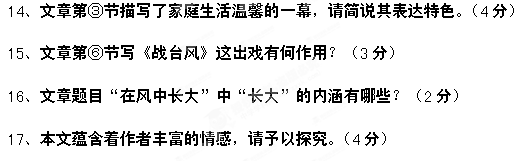 14、文章第③节描写了家庭生活温馨的一幕，请简说其表达特色。（4分）
15、文章第⑥节写《战台风》这出戏有何作用？（3分）
16、文章题目“在风中长大”中“长大”的内涵有哪些？（2分）
17、本文蕴含着作者丰富的情感，请予以探究。（4分）